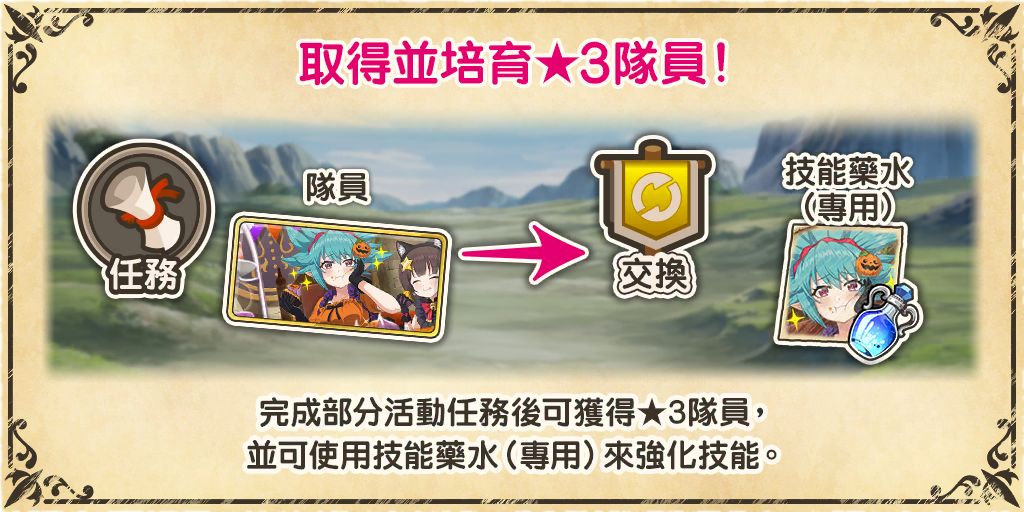 取得並培育★3隊員！
任務
隊員
交換
技能藥水
（專用）
完成部分活動任務後可獲得★3隊員，
並可使用技能藥水（專用）來強化技能。